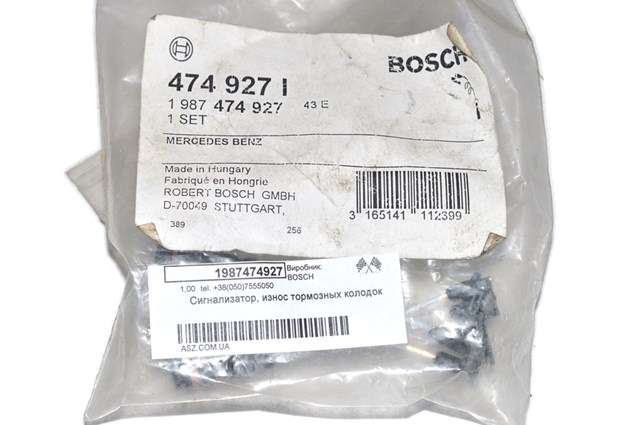 BOSCH
474 927 I
1 987 474 927 43 E
1 SET
MERCEDES BENZ
Made in Hungary
Fabriqué en Hongrie
ROBERT BOSCH GMBH
D-70049 STUTTGART,
389 256
3 165141 112399
1987474927
Виробник:
BOSCH
1,00 tel. +38(050)7555050
Сигнализатор, износ тормозных колодок
ASZ.COM.UA